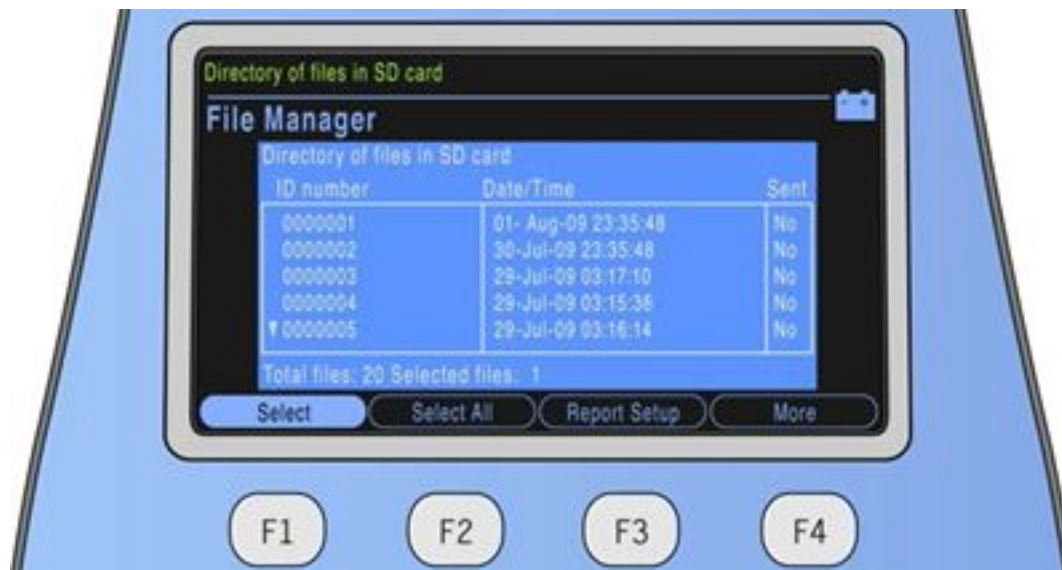 Directory of files in SD card
File Manager
Directory of files in SD card
ID number Date/Time Sent
0000001 01- Aug-09 23:35:48 No
0000002 30-Jul-09 23:35:48 No
0000003 29-Jul-09 03:17:10 No
0000004 29-Jul-09 03:15:36 No
0000005 29-Jul-09 03:16:14 No
Total files: 20 Selected files: 1
Select Select All Report Setup More
F1 F2 F3 F4